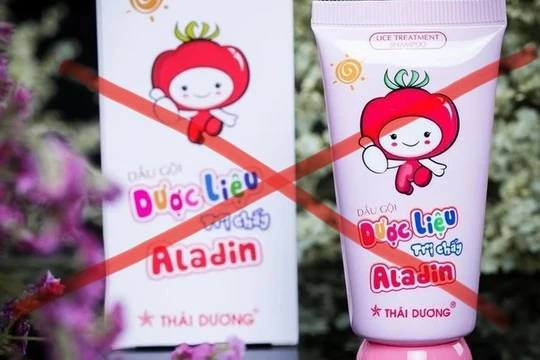 DẦU GỘI
Dược Liệu
Trị chấy
Aladin
THÁI DƯƠNG®
LICE TREATMENT
SHAMPOO
DẦU GỘI
Dược Liệu
Trị chấy
Aladin
THÁI DƯƠNG®